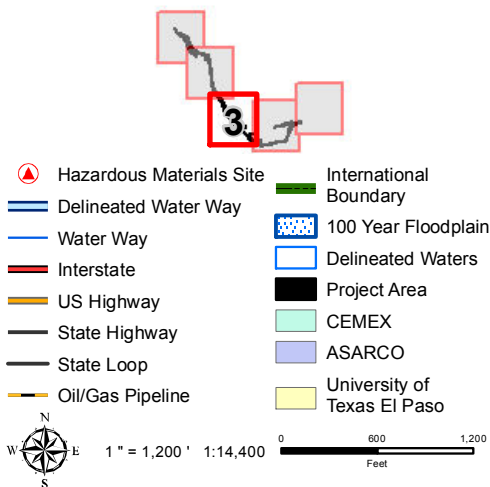 3
Hazardous Materials Site
Delineated Water Way
Water Way
Interstate
US Highway
State Highway
State Loop
Oil/Gas Pipeline
International
Boundary
100 Year Floodplain
Delineated Waters
Project Area
CEMEX
ASARCO
University of
Texas El Paso
N
W E
S
1 " = 1,200 ' 1:14,400
0 600 1,200
Feet